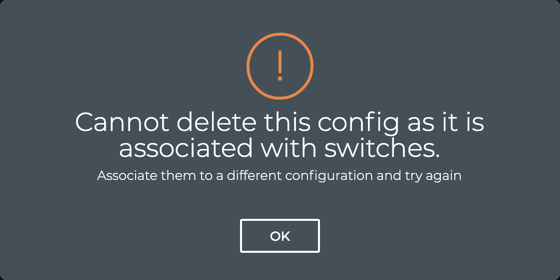 Cannot delete this config as it is
associated with switches.
Associate them to a different configuration and try again
OK